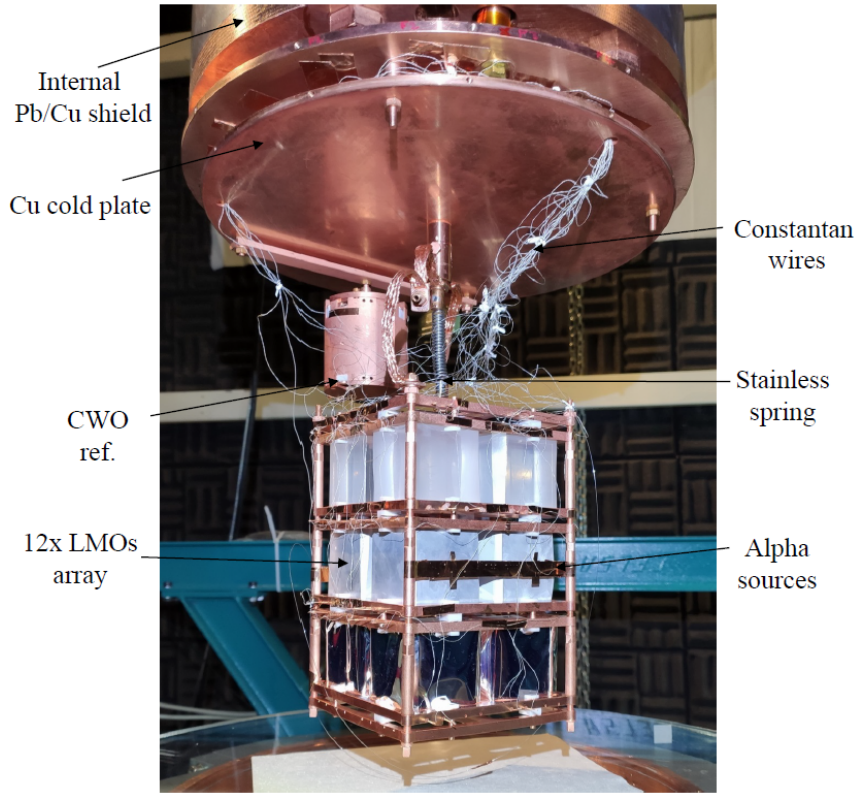 Internal
Pb/Cu shield
Cu cold plate
Constantan
wires
Stainless
spring
CWO
ref.
12x LMOs
array
Alpha
sources